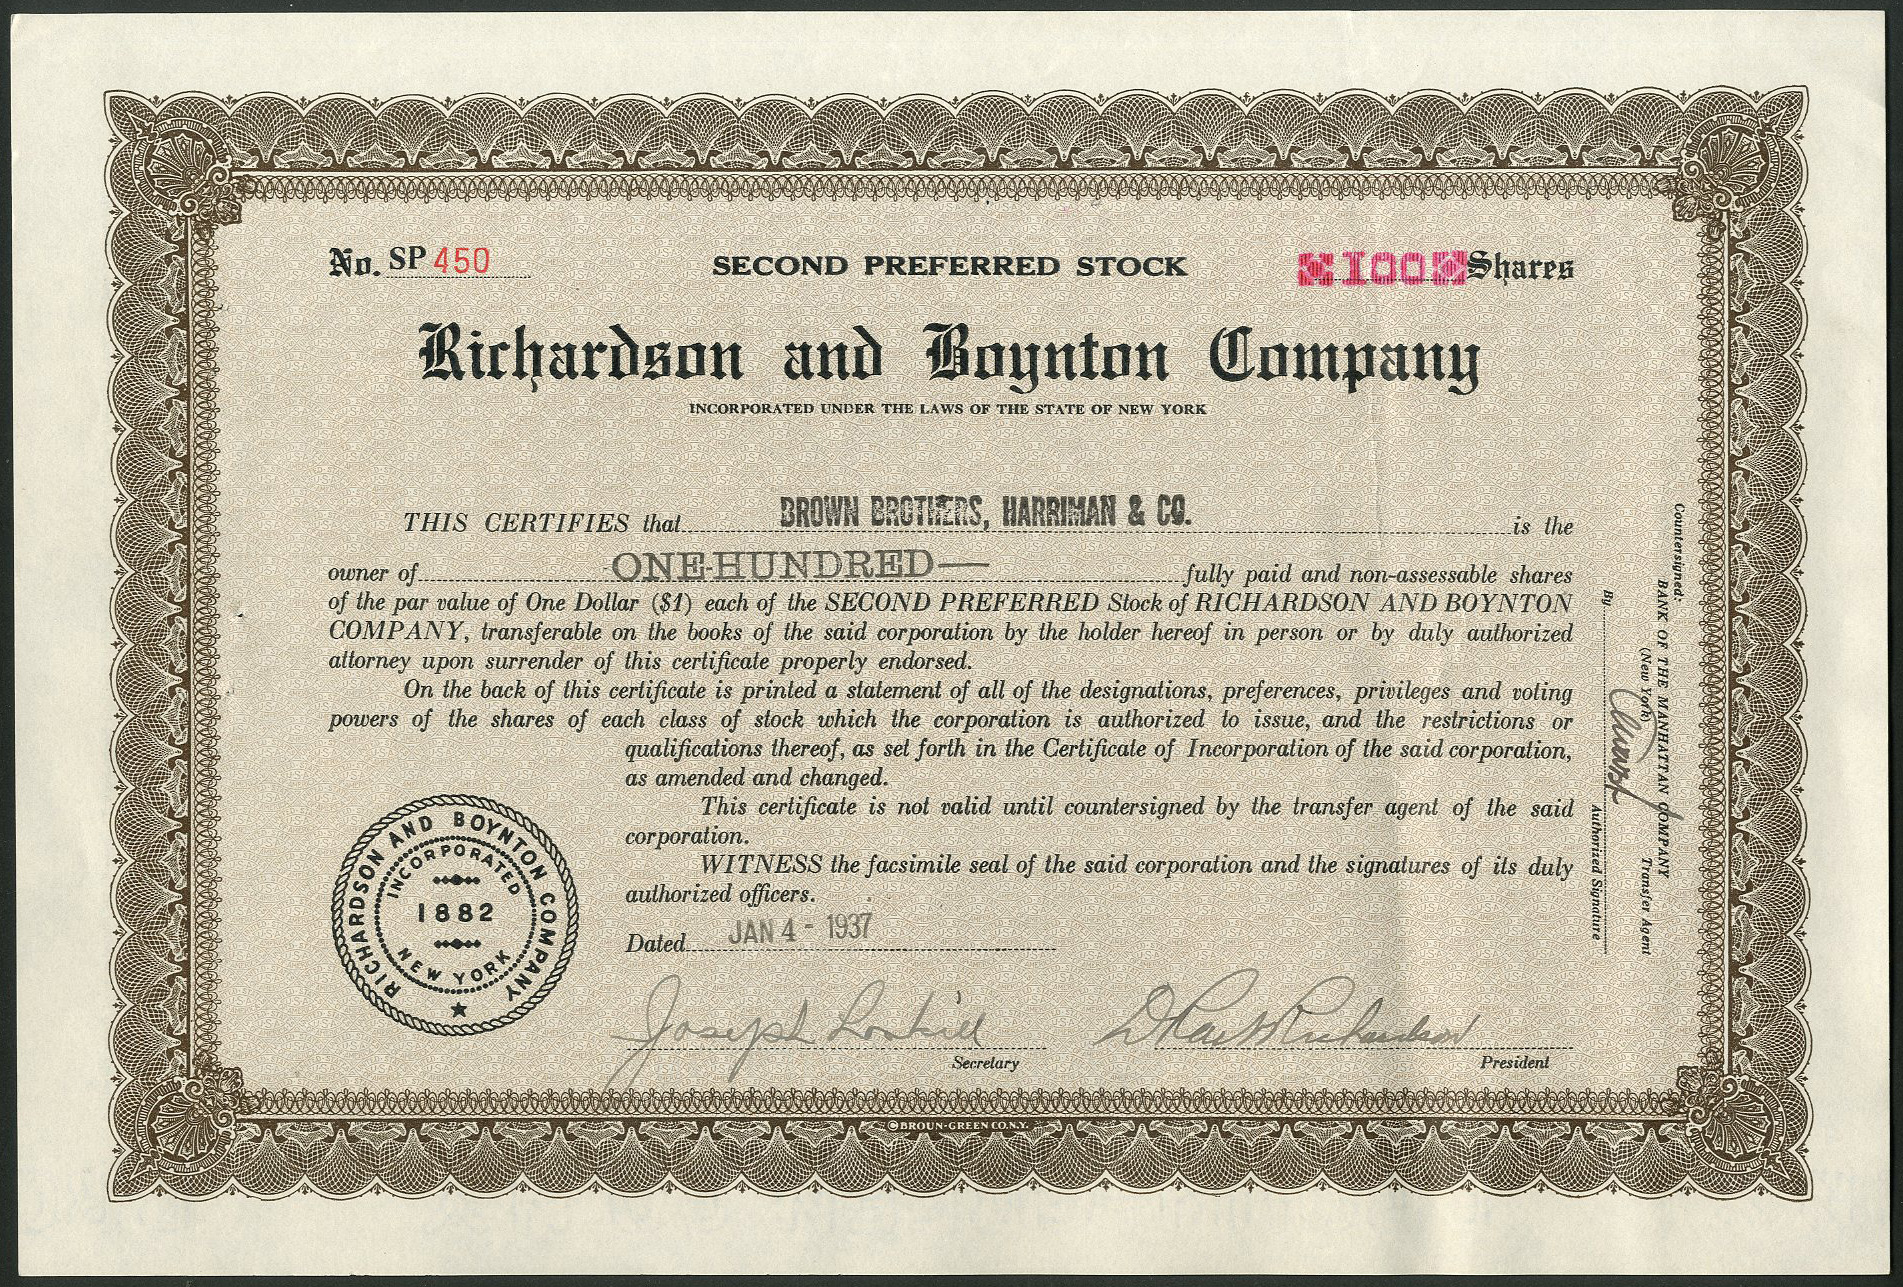 No. SP 450
SECOND PREFERRED STOCK
100 Shares
Richardson and Boynton Company
INCORPORATED UNDER THE LAWS OF THE STATE OF NEW YORK
THIS CERTIFIES that BROWN BROTHERS, HARRIMAN & CO. is the
owner of ONE-HUNDRED— fully paid and non-assessable shares
of the par value of One Dollar ($1) each of the SECOND PREFERRED Stock of RICHARDSON AND BOYNTON
COMPANY, transferable on the books of the said corporation by the holder hereof in person or by duly authorized
attorney upon surrender of this certificate properly endorsed.
On the back of this certificate is printed a statement of all of the designations, preferences, privileges and voting
powers of the shares of each class of stock which the corporation is authorized to issue, and the restrictions or
qualifications thereof, as set forth in the Certificate of Incorporation of the said corporation,
as amended and changed.
This certificate is not valid until countersigned by the transfer agent of the said
corporation.
WITNESS the facsimile seal of the said corporation and the signatures of its duly
authorized officers.
Dated JAN 4 - 1937
Joseph
Secretary
Richardson
President
RICHARDSON AND BOYNTON COMPANY
INCORPORATED
1882
NEW YORK
Countersigned:
BANK OF THE MANHATTAN COMPANY
(New York) Transfer Agent
By
Authorized Signature
© BROUN-GREEN CO. N.Y.